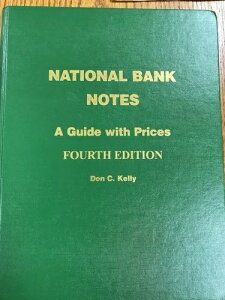 NATIONAL BANK
NOTES
A Guide with Prices
FOURTH EDITION
Don C. Kelly